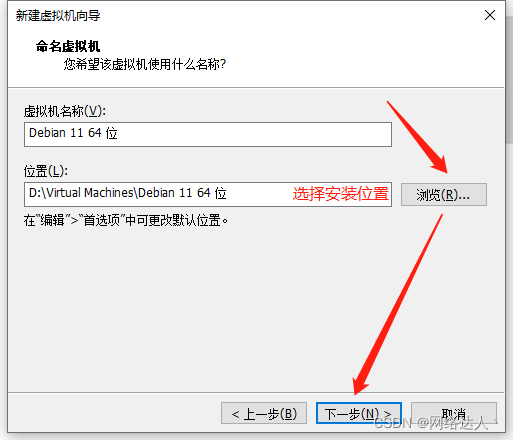 新建虚拟机向导
命名虚拟机
您希望该虚拟机使用什么名称?
虚拟机名称(V):
Debian 11 64 位
位置(L):
D:\Virtual Machines\Debian 11 64 位
选择安装位置
浏览(R)...
在“编辑”>“首选项”中可更改默认位置。
< 上一步(B)
下一步(N) >
取消
CSDN @网络达人丶